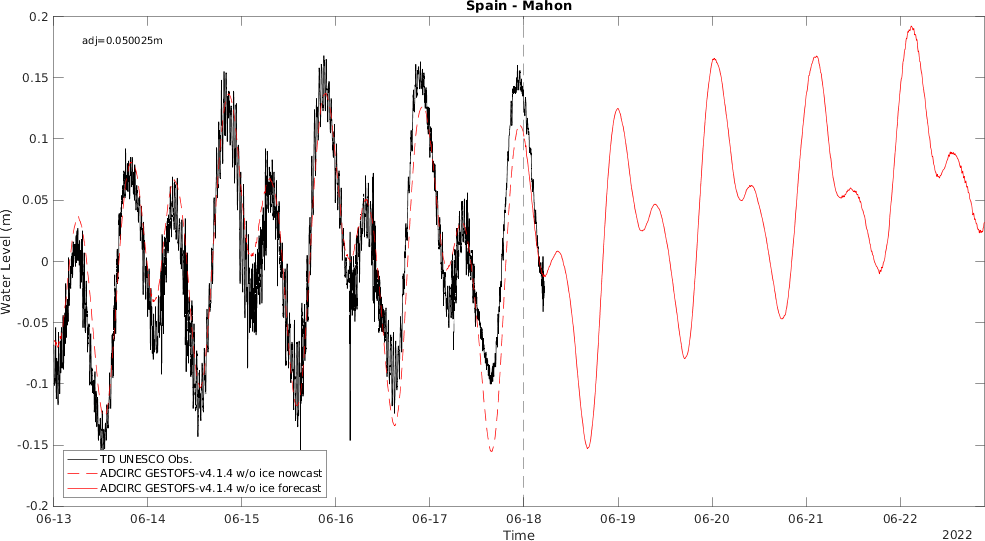 Spain - Mahon
adj=0.050025m
Water Level (m)
0.2
0.15
0.1
0.05
0
-0.05
-0.1
-0.15
-0.2
TD UNESCO Obs.
ADCIRC GESTOFS-v4.1.4 w/o ice nowcast
ADCIRC GESTOFS-v4.1.4 w/o ice forecast
06-13 06-14 06-15 06-16 06-17 06-18 06-19 06-20 06-21 06-22
Time
2022